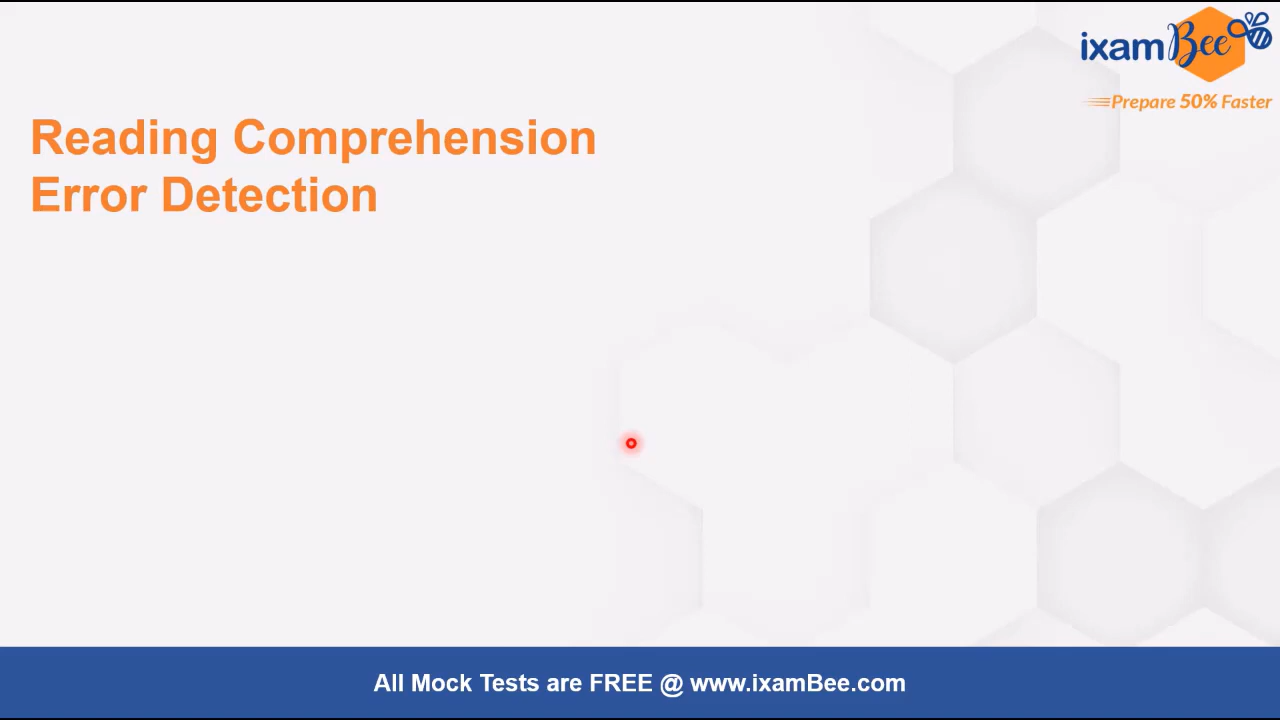 ixamBee
Prepare 50% Faster
Reading Comprehension
Error Detection
All Mock Tests are FREE @ www.ixamBee.com